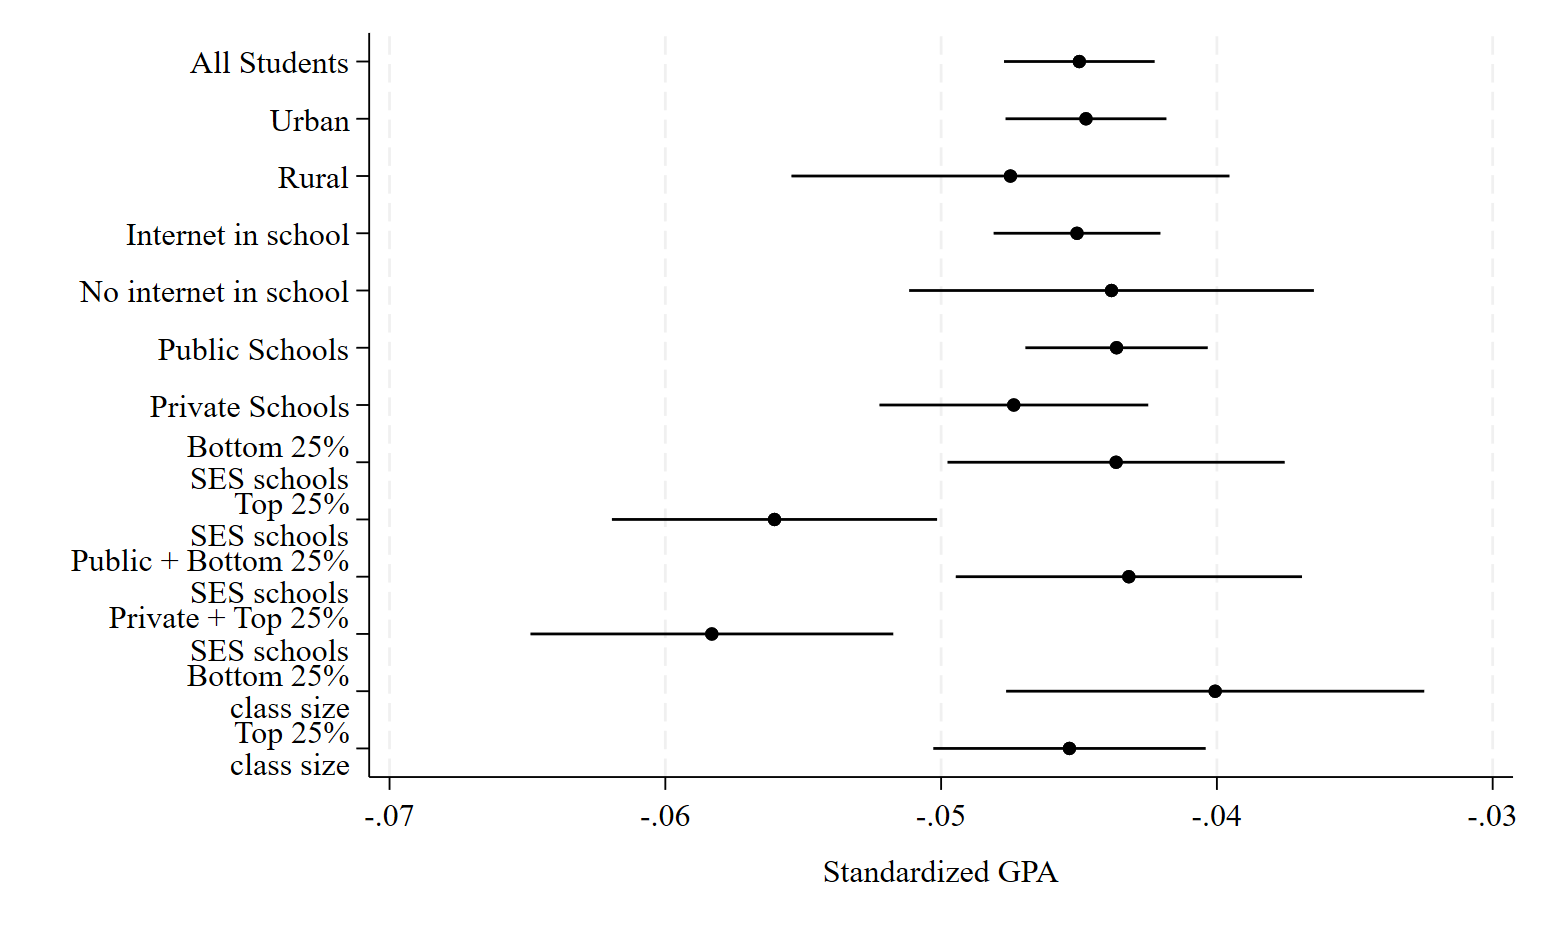 All Students
Urban
Rural
Internet in school
No internet in school
Public Schools
Private Schools
Bottom 25%
SES schools
Top 25%
SES schools
Public + Bottom 25%
SES schools
Private + Top 25%
SES schools
Bottom 25%
class size
Top 25%
class size
-.07 -.06 -.05 -.04 -.03
Standardized GPA